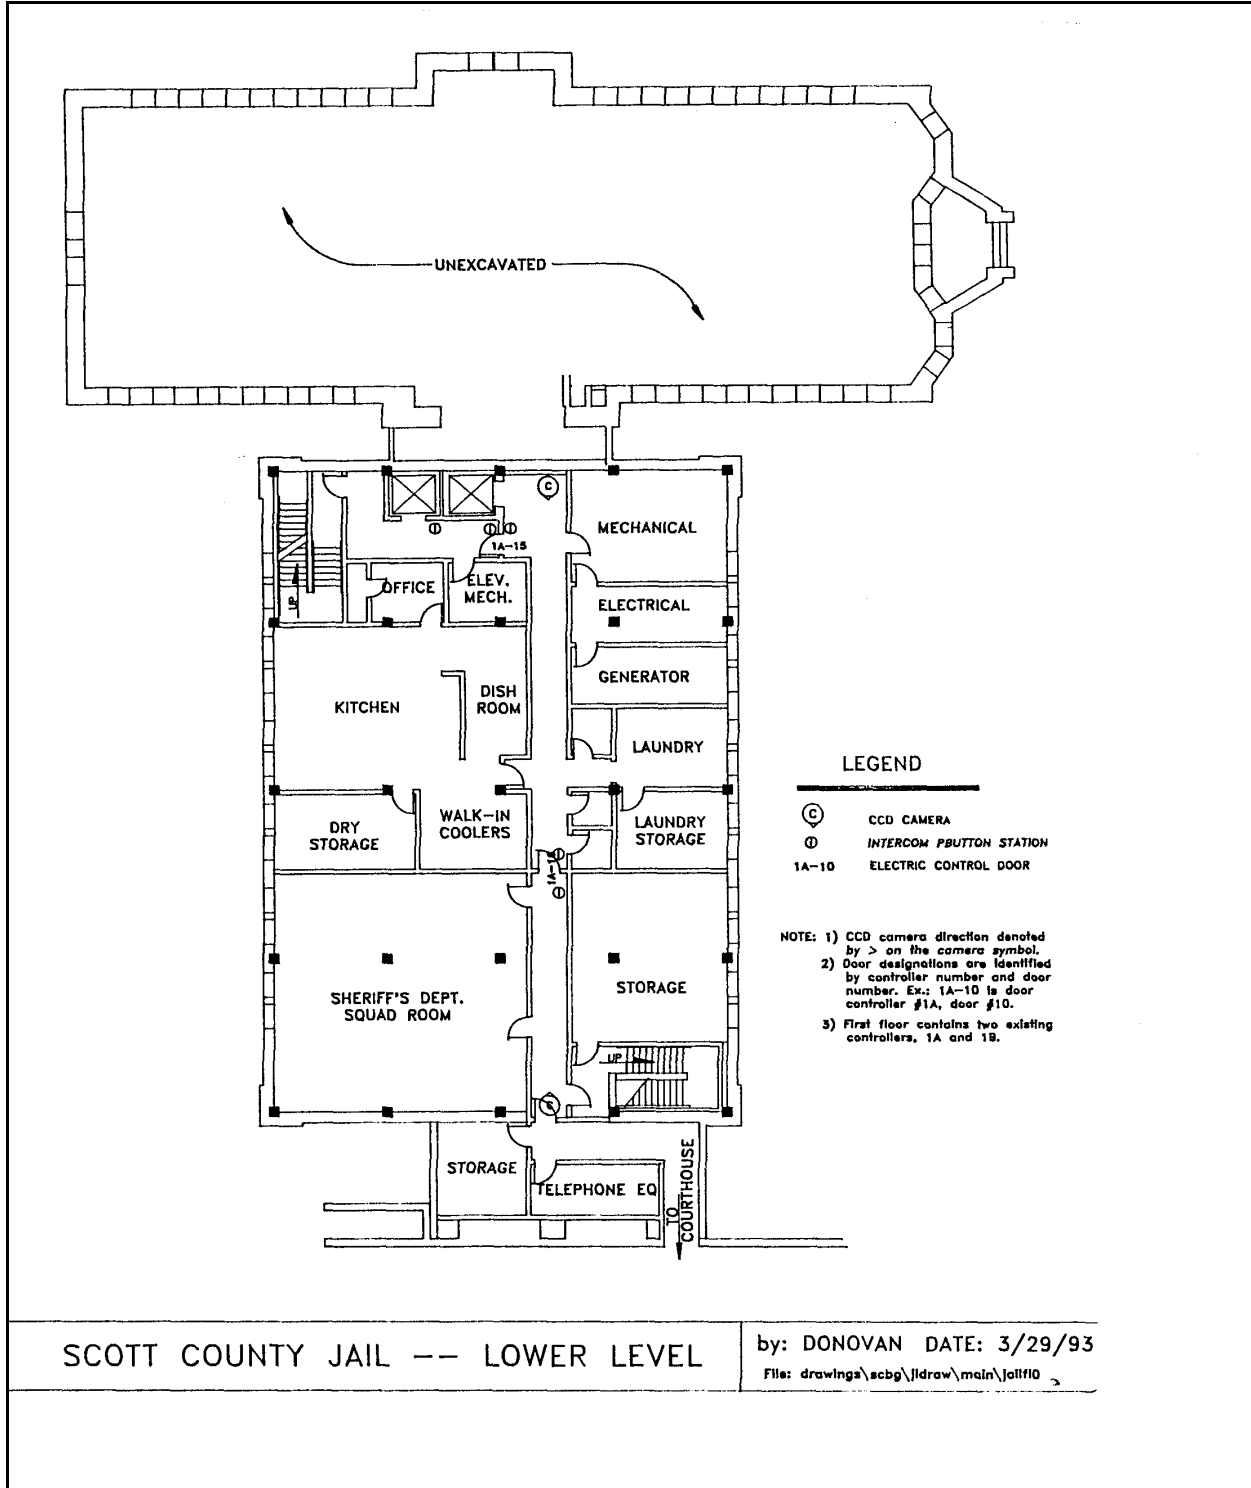 UNEXCAVATED
C
MECHANICAL
1A-15
OFFICE
ELEV.
MECH.
UP
ELECTRICAL
GENERATOR
KITCHEN
DISH
ROOM
LAUNDRY
LEGEND
C
CCD CAMERA
INTERCOM PBUTTON STATION
1A-10
ELECTRIC CONTROL DOOR
DRY
STORAGE
WALK-IN
COOLERS
LAUNDRY
STORAGE
NOTE: 1) CCD camera direction denoted
by > on the camera symbol.
2) Door designations are identified
by controller number and door
number. Ex.: 1A-10 is door
controller #1A, door #10.
3) First floor contains two existing
controllers, 1A and 1B.
SHERIFF'S DEPT.
SQUAD ROOM
STORAGE
UP
STORAGE
TELEPHONE EQ
TO
COURTHOUSE
SCOTT COUNTY JAIL -- LOWER LEVEL
by: DONOVAN DATE: 3/29/93
File: drawings\scbg\jldraw\main\jailfl0